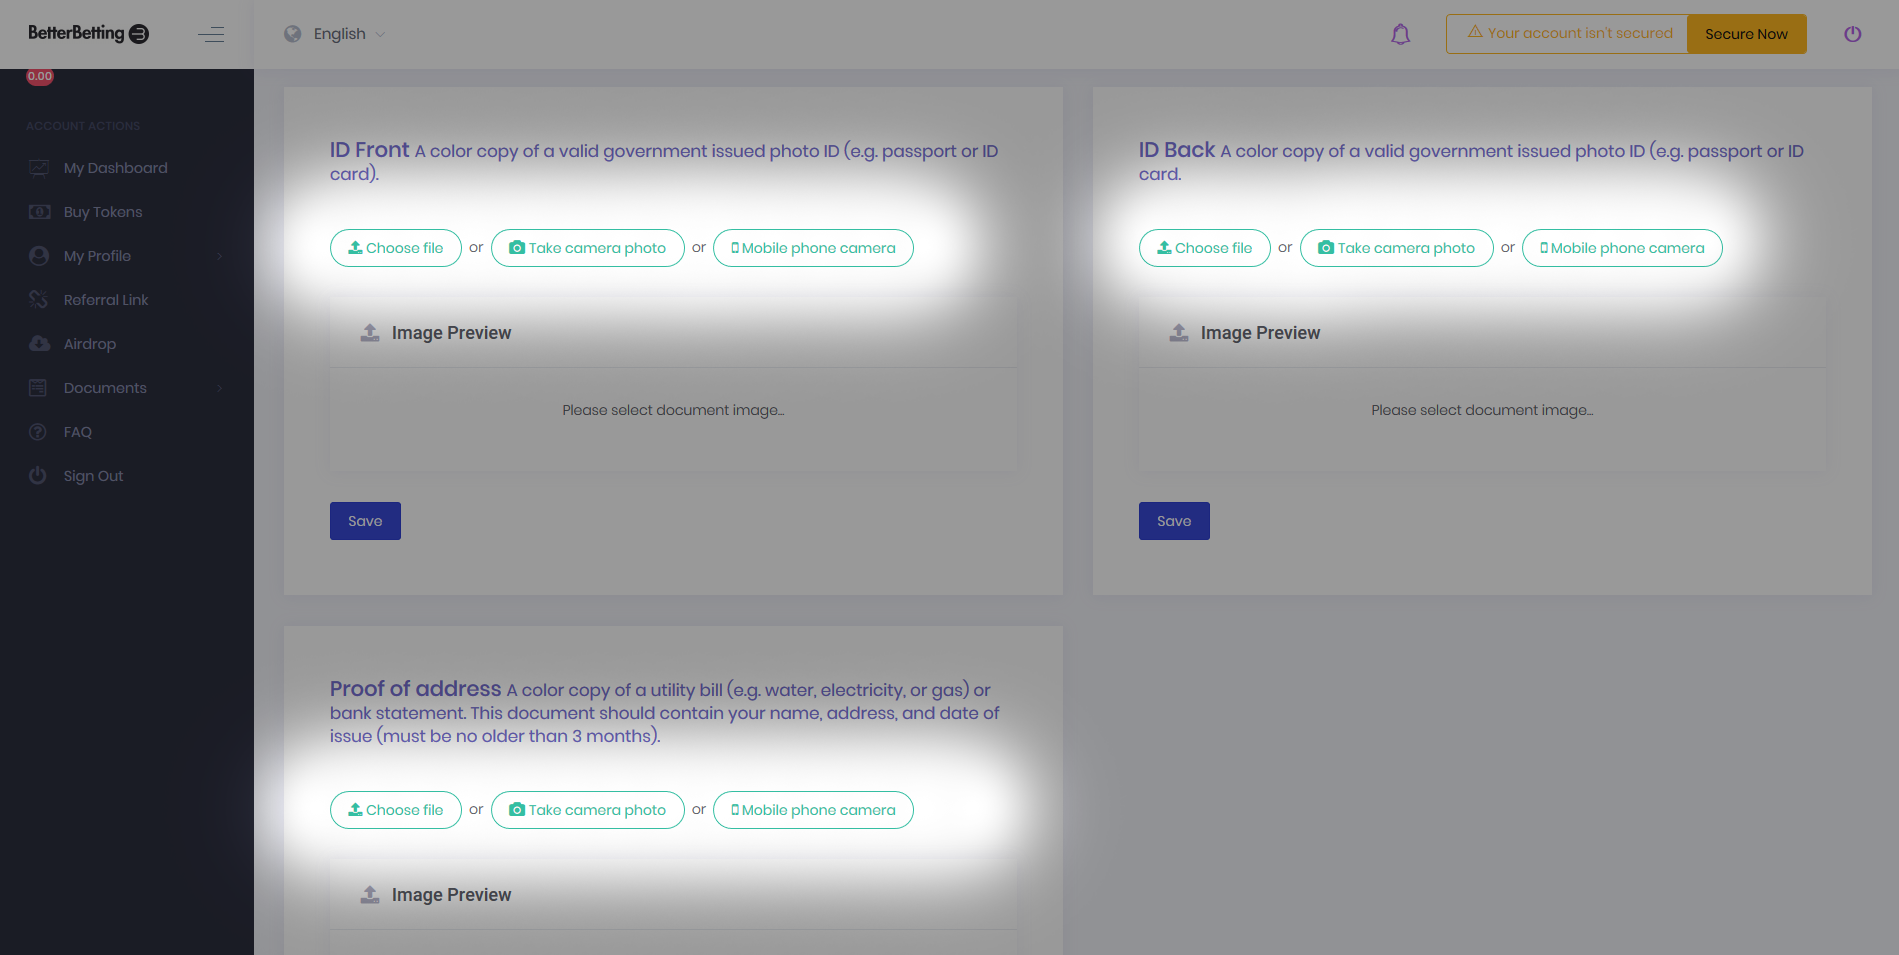 BetterBetting
English
Your account isn't secured
Secure Now
0.00
ACCOUNT ACTIONS
My Dashboard
Buy Tokens
My Profile
Referral Link
Airdrop
Documents
FAQ
Sign Out
ID Front A color copy of a valid government issued photo ID (e.g. passport or ID
card).
Choose file or Take camera photo or Mobile phone camera
Image Preview
Please select document image...
Save
ID Back A color copy of a valid government issued photo ID (e.g. passport or ID
card.
Choose file or Take camera photo or Mobile phone camera
Image Preview
Please select document image...
Save
Proof of address A color copy of a utility bill (e.g. water, electricity, or gas) or
bank statement. This document should contain your name, address, and date of
issue (must be no older than 3 months).
Choose file or Take camera photo or Mobile phone camera
Image Preview